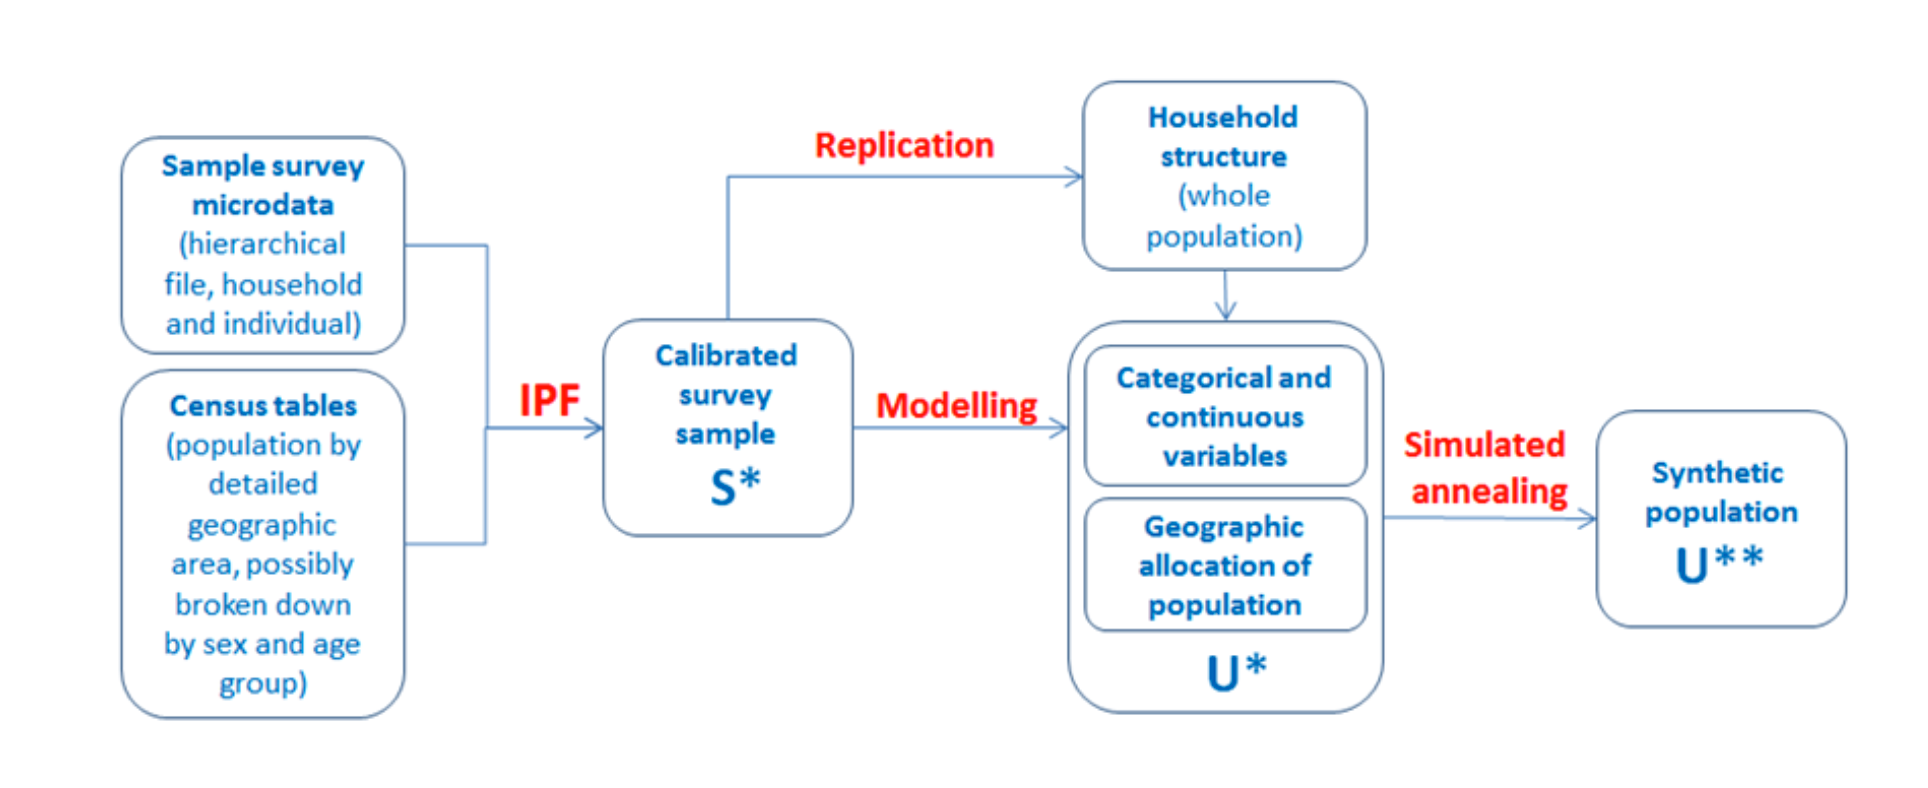 Sample survey
microdata
(hierarchical
file, household
and individual)
Census tables
(population by
detailed
geographic
area, possibly
broken down
by sex and age
group)
IPF
Calibrated
survey
sample
S*
Replication
Household
structure
(whole
population)
Modelling
Categorical and
continuous
variables
Geographic
allocation of
population
U*
Simulated
annealing
Synthetic
population
U**